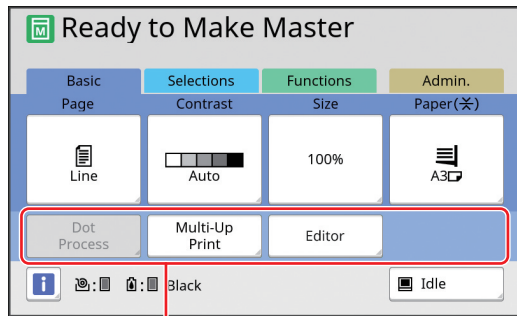 M Ready to Make Master
Basic Selections Functions Admin.
Page Contrast Size Paper(⚹)
Line Auto 100% A3
Dot Process Multi-Up Print Editor
i : : Black Idle